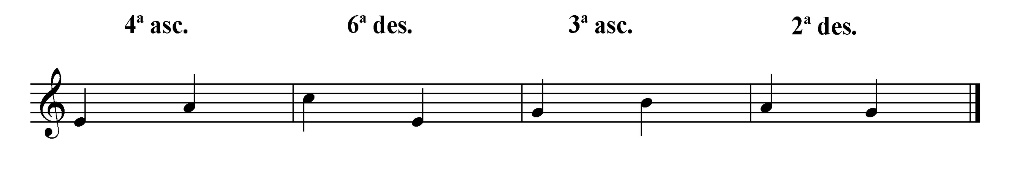 4ª asc. 6ª des. 3ª asc. 2ª des.